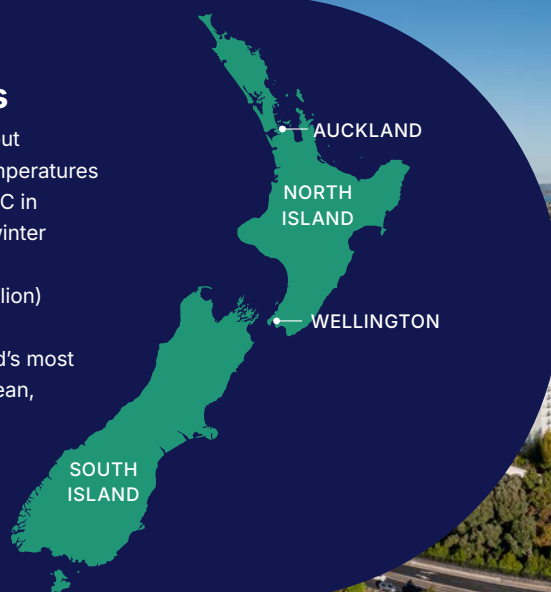 s
ut
nperatures
C in
vinter
lion)
d's most
ean,
AUCKLAND
NORTH
ISLAND
WELLINGTON
SOUTH
ISLAND